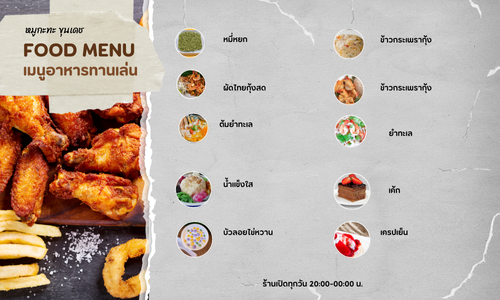 หมูกะทะ ขุนเดช
FOOD MENU
เมนูอาหารทานเล่น
หมี่หยก
ข้าวกระเพรากุ้ง
ผัดไทยกุ้งสด
ข้าวกระเพรากุ้ง
ต้มยำทะเล
ยำทะเล
น้ำแข็งใส
เค้ก
บัวลอยไข่หวาน
เครปเย็น
ร้านเปิดทุกวัน 20:00-00:00 น.